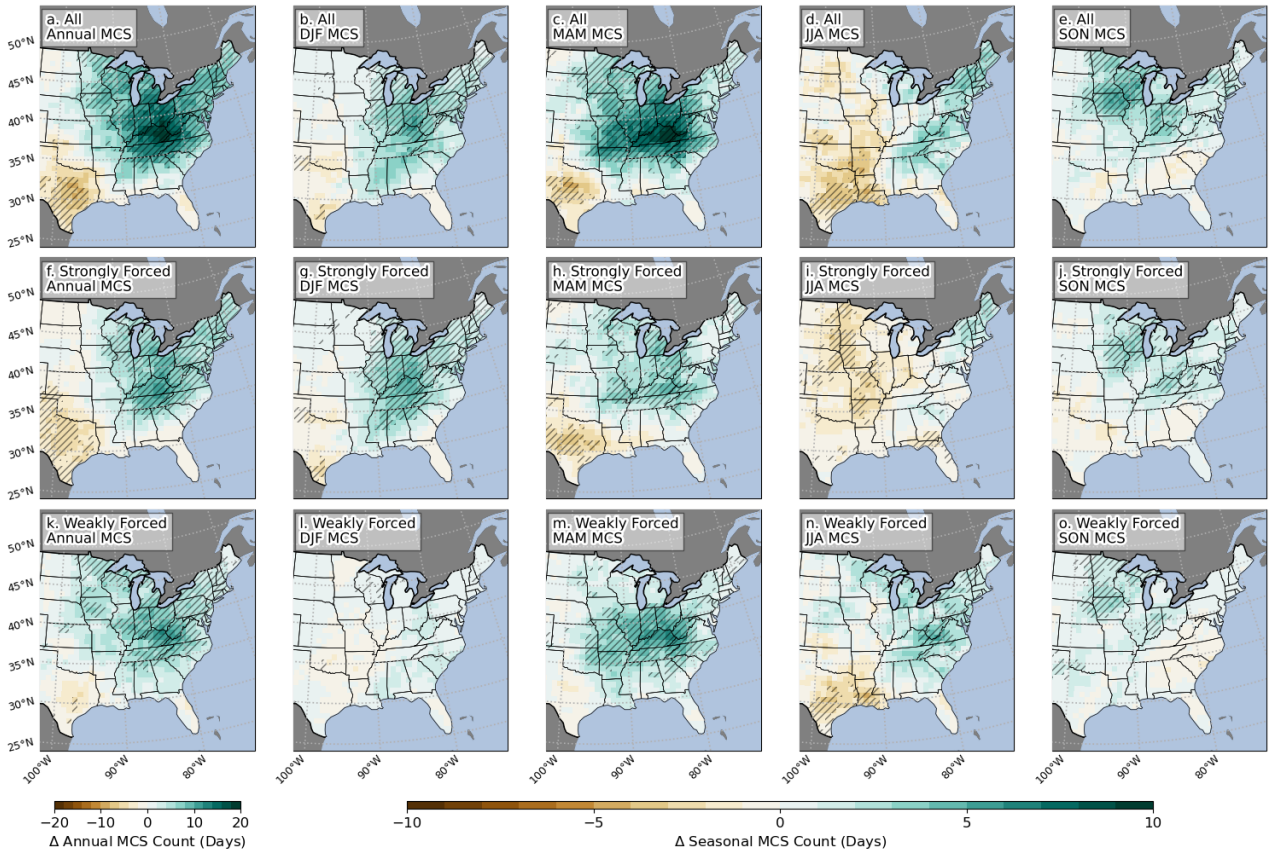 a. All
Annual MCS
b. All
DJF MCS
c. All
MAM MCS
d. All
JJA MCS
e. All
SON MCS
50°N
45°N
40°N
35°N
30°N
25°N
f. Strongly Forced
Annual MCS
g. Strongly Forced
DJF MCS
h. Strongly Forced
MAM MCS
i. Strongly Forced
JJA MCS
j. Strongly Forced
SON MCS
50°N
45°N
40°N
35°N
30°N
25°N
k. Weakly Forced
Annual MCS
l. Weakly Forced
DJF MCS
m. Weakly Forced
MAM MCS
n. Weakly Forced
JJA MCS
o. Weakly Forced
SON MCS
50°N
45°N
40°N
35°N
30°N
25°N
100°W 90°W 80°W
100°W 90°W 80°W
100°W 90°W 80°W
100°W 90°W 80°W
100°W 90°W 80°W
−20 −10 0 10 20
Δ Annual MCS Count (Days)
−10 −5 0 5 10
Δ Seasonal MCS Count (Days)